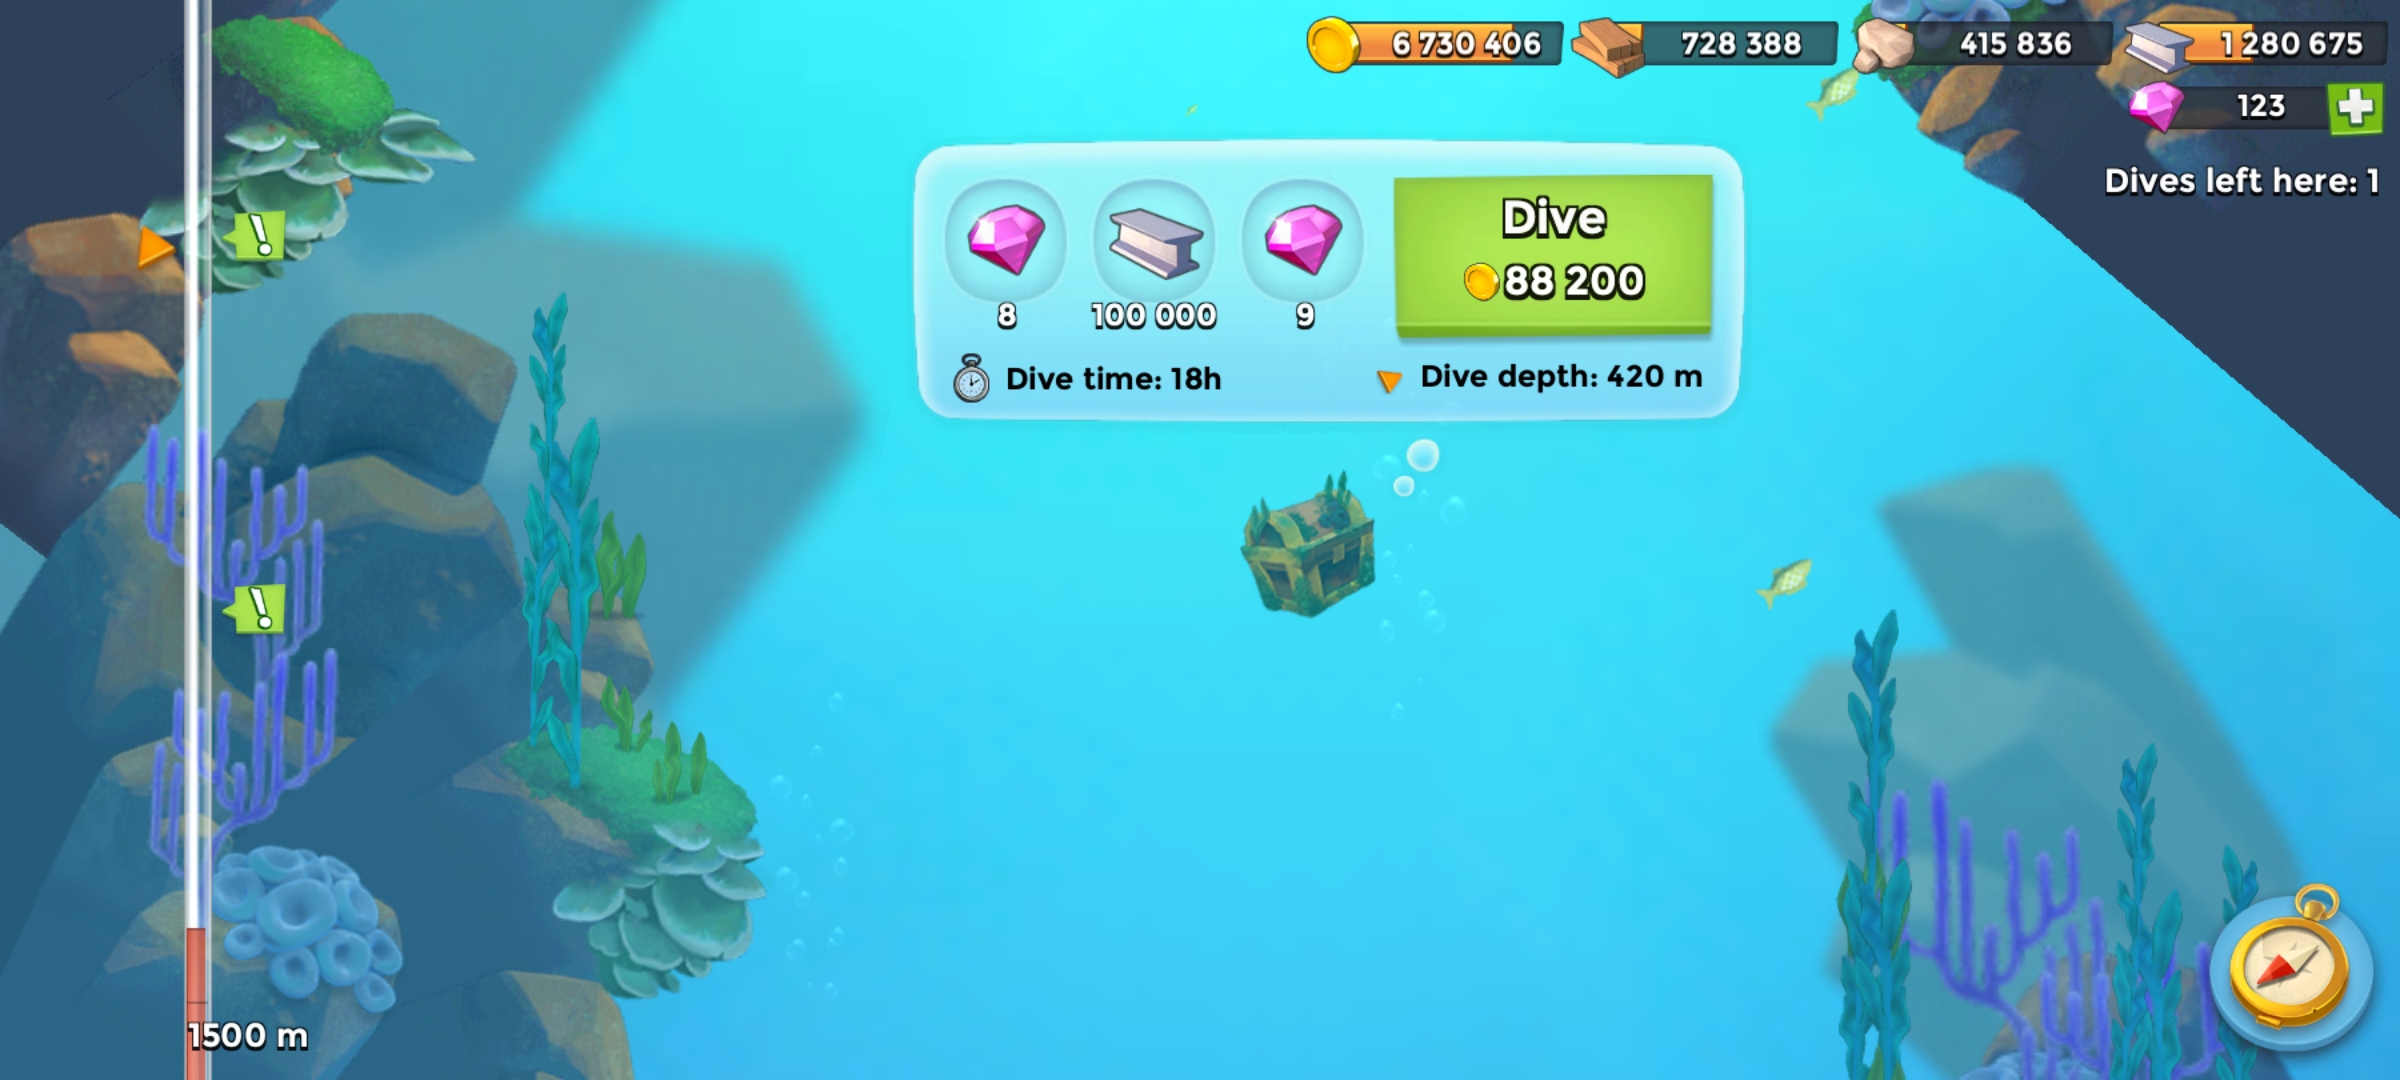 6 730 406
728 388
415 836
1 280 675
123
Dives left here: 1
Dive
88 200
8
100 000
9
Dive time: 18h
Dive depth: 420 m
!
!
1500 m